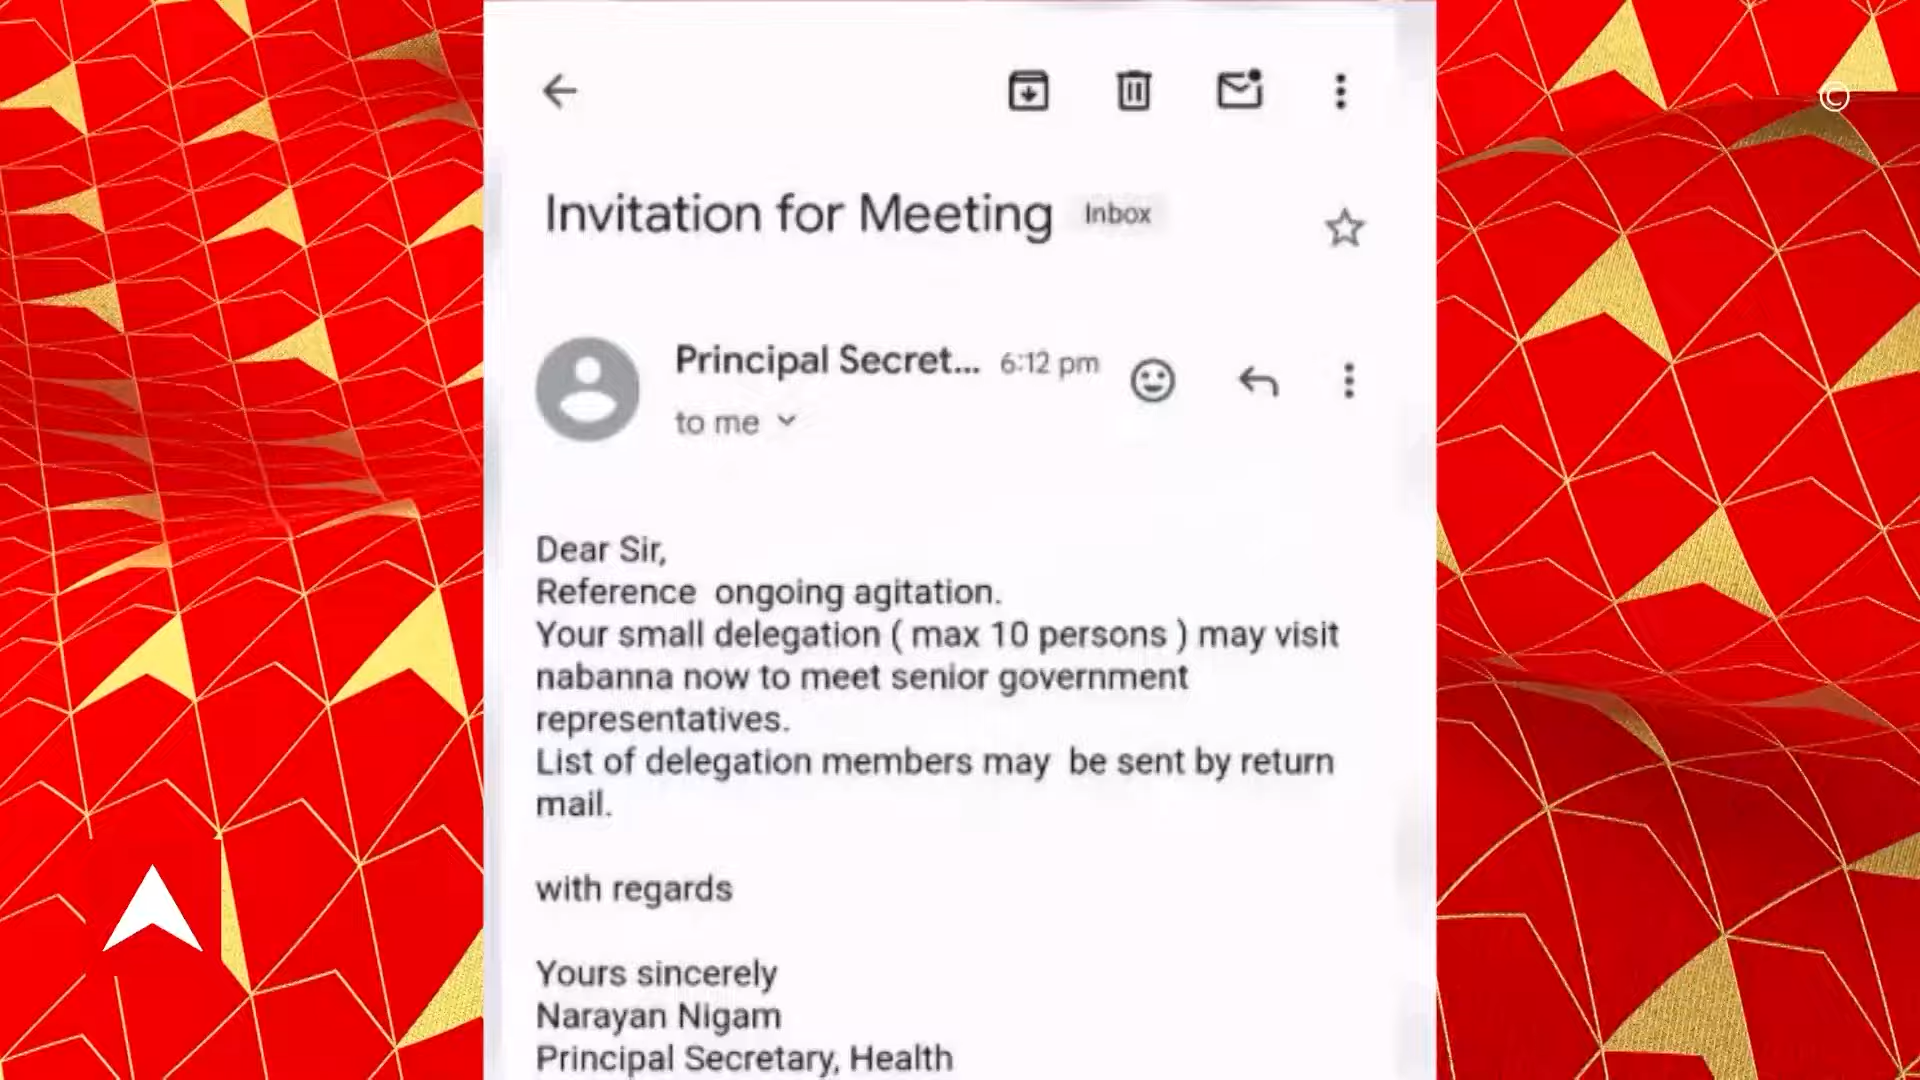 ©
Invitation for Meeting Inbox
Principal Secret... 6:12 pm
to me
Dear Sir,
Reference ongoing agitation.
Your small delegation ( max 10 persons ) may visit
nabanna now to meet senior government
representatives.
List of delegation members may be sent by return
mail.
with regards
Yours sincerely
Narayan Nigam
Principal Secretary, Health